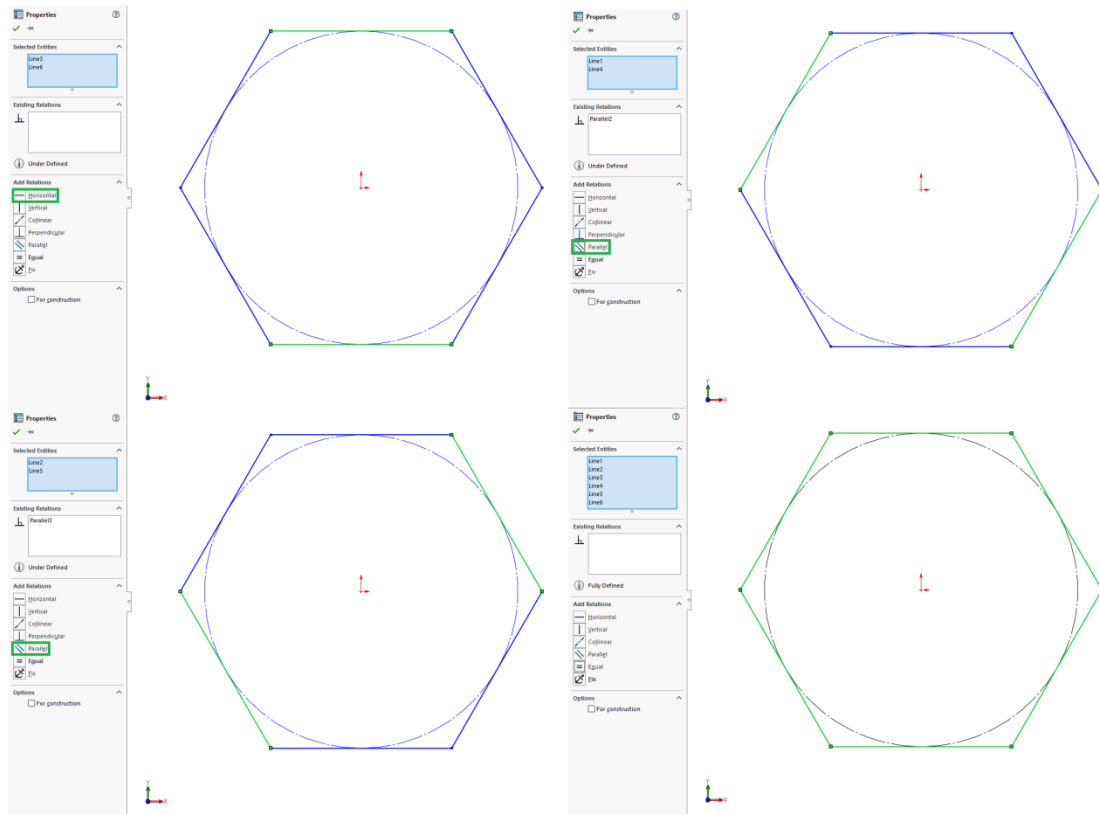 Properties
Selected Entities
Line3
Line6
Existing Relations
Under Defined
Add Relations
Horizontal
Vertical
Collinear
Perpendicular
Parallel
Equal
Fix
Options
For construction
Y
X
Properties
Selected Entities
Line1
Line4
Existing Relations
Parallel2
Under Defined
Add Relations
Horizontal
Vertical
Collinear
Perpendicular
Parallel
Equal
Fix
Options
For construction
Y
X
Properties
Selected Entities
Line2
Line5
Existing Relations
Parallel3
Under Defined
Add Relations
Horizontal
Vertical
Collinear
Perpendicular
Parallel
Equal
Fix
Options
For construction
Y
X
Properties
Selected Entities
Line1
Line2
Line3
Line4
Line5
Line6
Existing Relations
Fully Defined
Add Relations
Horizontal
Vertical
Collinear
Perpendicular
Parallel
Equal
Fix
Options
For construction
Y
X